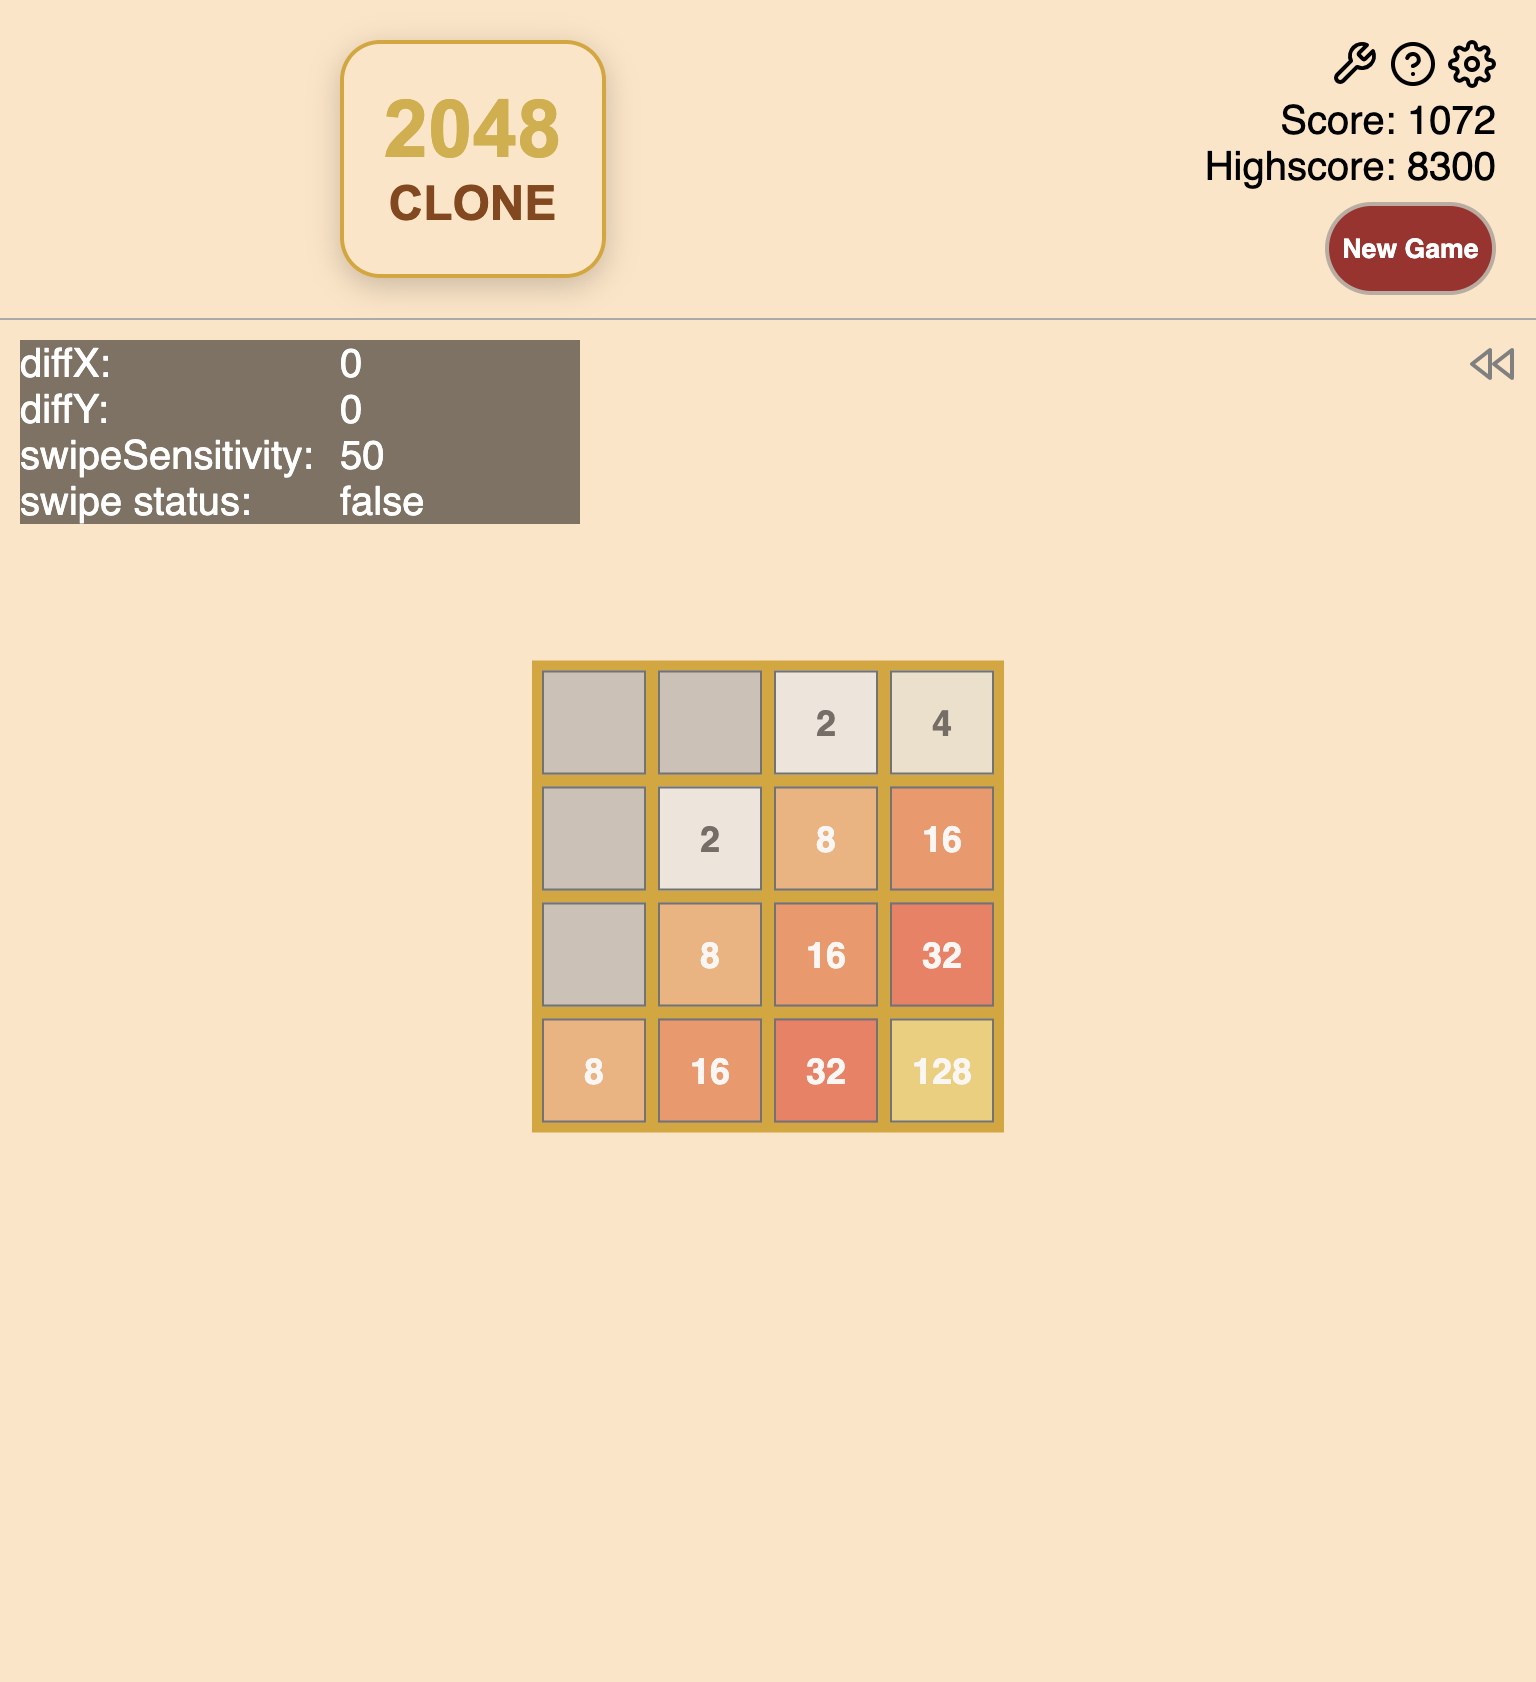 2048
CLONE
Score: 1072
Highscore: 8300
New Game
diffX: 0
diffY: 0
swipeSensitivity: 50
swipe status: false
2 4
2 8 16
8 16 32
8 16 32 128